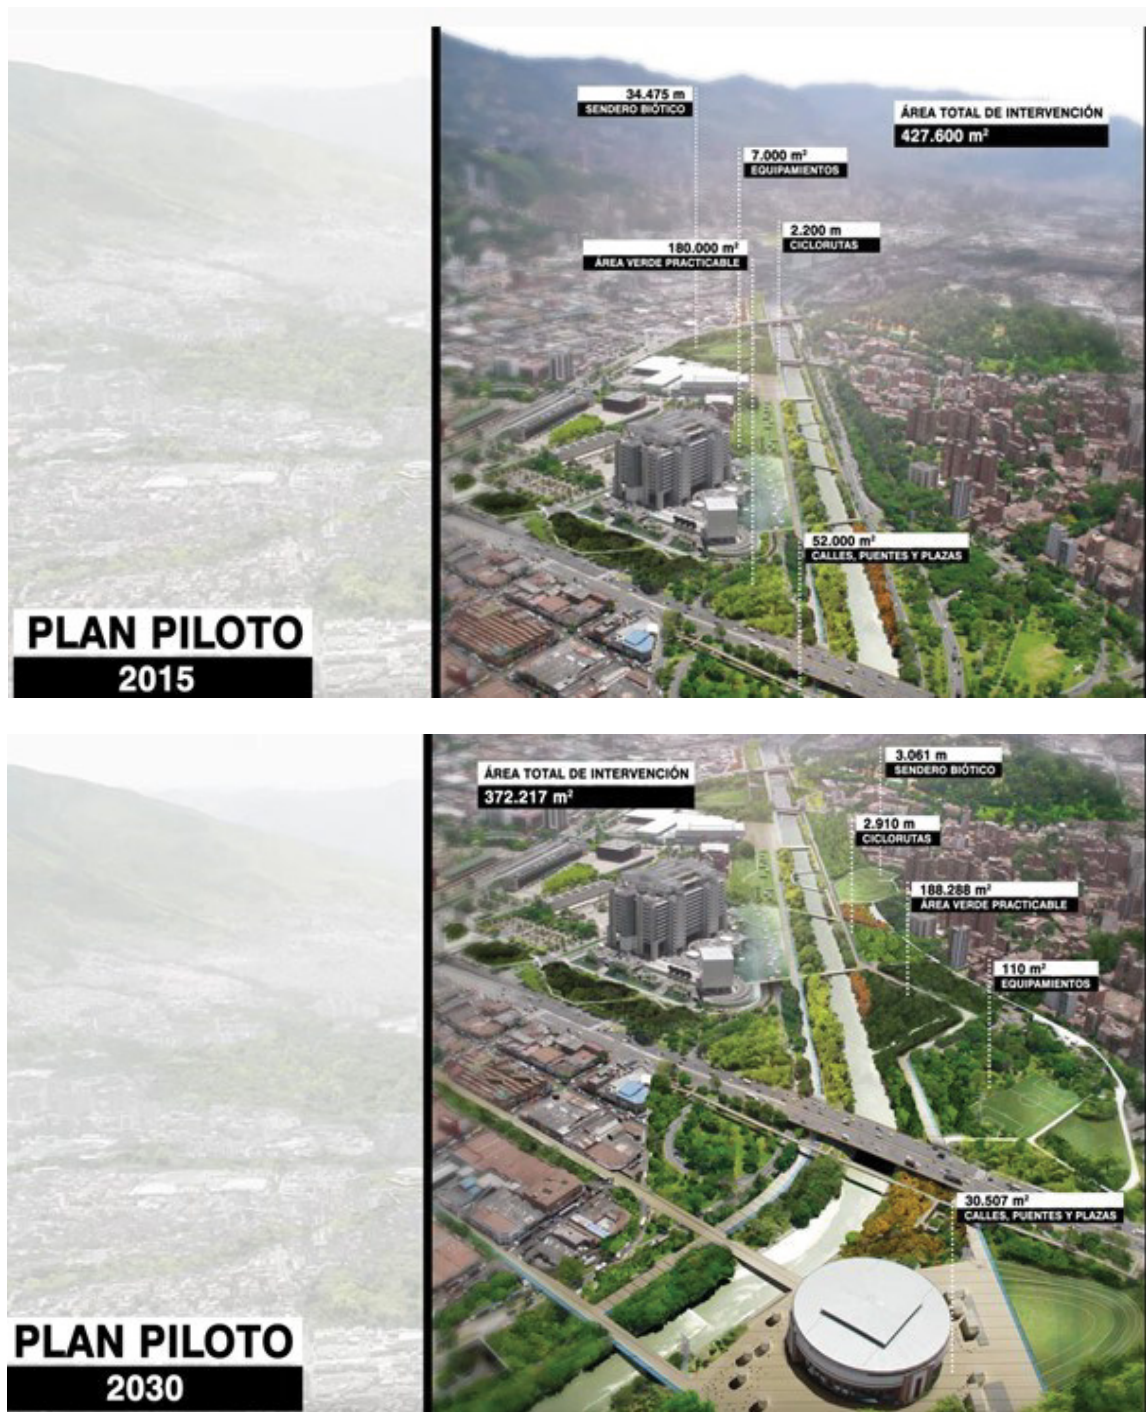 34.475 m
SENDERO BIÓTICO
ÁREA TOTAL DE INTERVENCIÓN
427.600 m²
7.000 m²
EQUIPAMIENTOS
2.200 m
CICLORUTAS
180.000 m²
ÁREA VERDE PRACTICABLE
52.000 m²
CALLES, PUENTES Y PLAZAS
PLAN PILOTO
2015
3.061 m
SENDERO BIÓTICO
ÁREA TOTAL DE INTERVENCIÓN
372.217 m²
2.910 m
CICLORUTAS
188.288 m²
ÁREA VERDE PRACTICABLE
110 m²
EQUIPAMIENTOS
30.507 m²
CALLES, PUENTES Y PLAZAS
PLAN PILOTO
2030